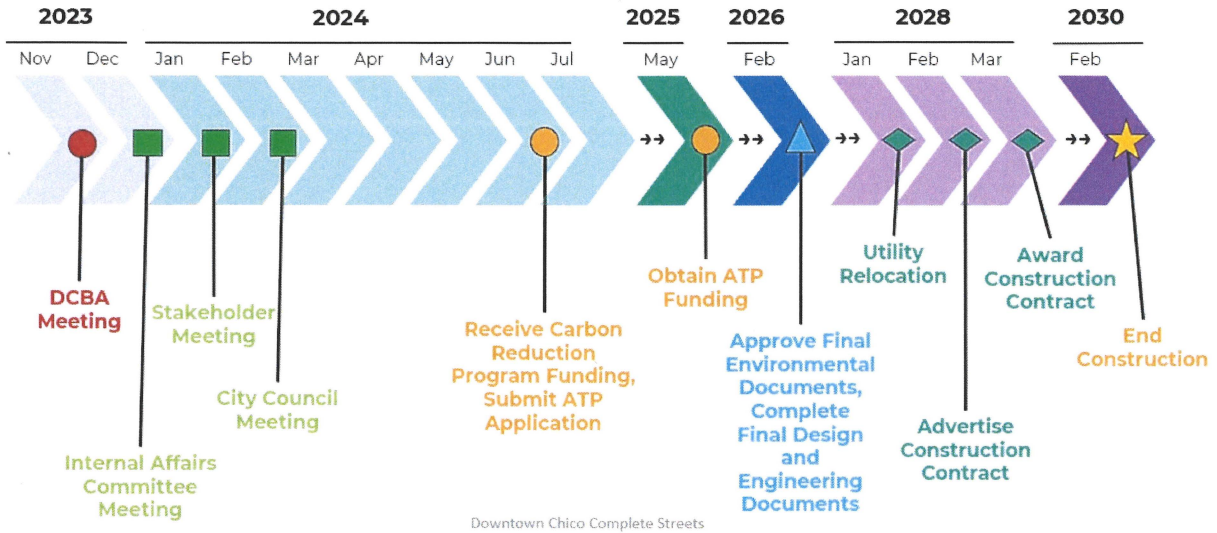 2023 2024 2025 2026 2028 2030
Nov Dec Jan Feb Mar Apr May Jun Jul May Feb Jan Feb Mar Feb
DCBA
Meeting
Internal Affairs
Committee
Meeting
Stakeholder
Meeting
City Council
Meeting
Receive Carbon
Reduction
Program Funding,
Submit ATP
Application
Obtain ATP
Funding
Approve Final
Environmental
Documents,
Complete
Final Design
and
Engineering
Documents
Utility
Relocation
Advertise
Construction
Contract
Award
Construction
Contract
End
Construction
Downtown Chico Complete Streets